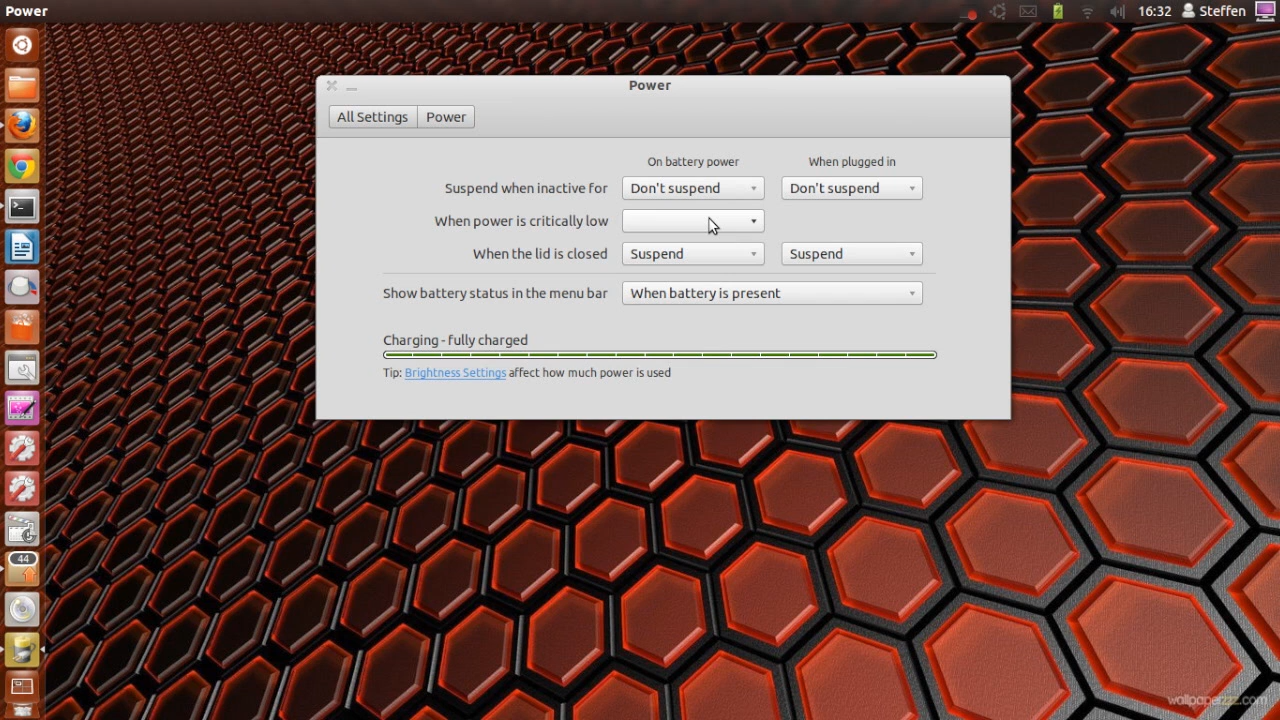 Power
16:32
Steffen
Power
All Settings
Power
On battery power
When plugged in
Suspend when inactive for
Don't suspend
Don't suspend
When power is critically low
When the lid is closed
Suspend
Suspend
Show battery status in the menu bar
When battery is present
Charging - fully charged
Tip: Brightness Settings affect how much power is used
44
wallpaperzzz.com